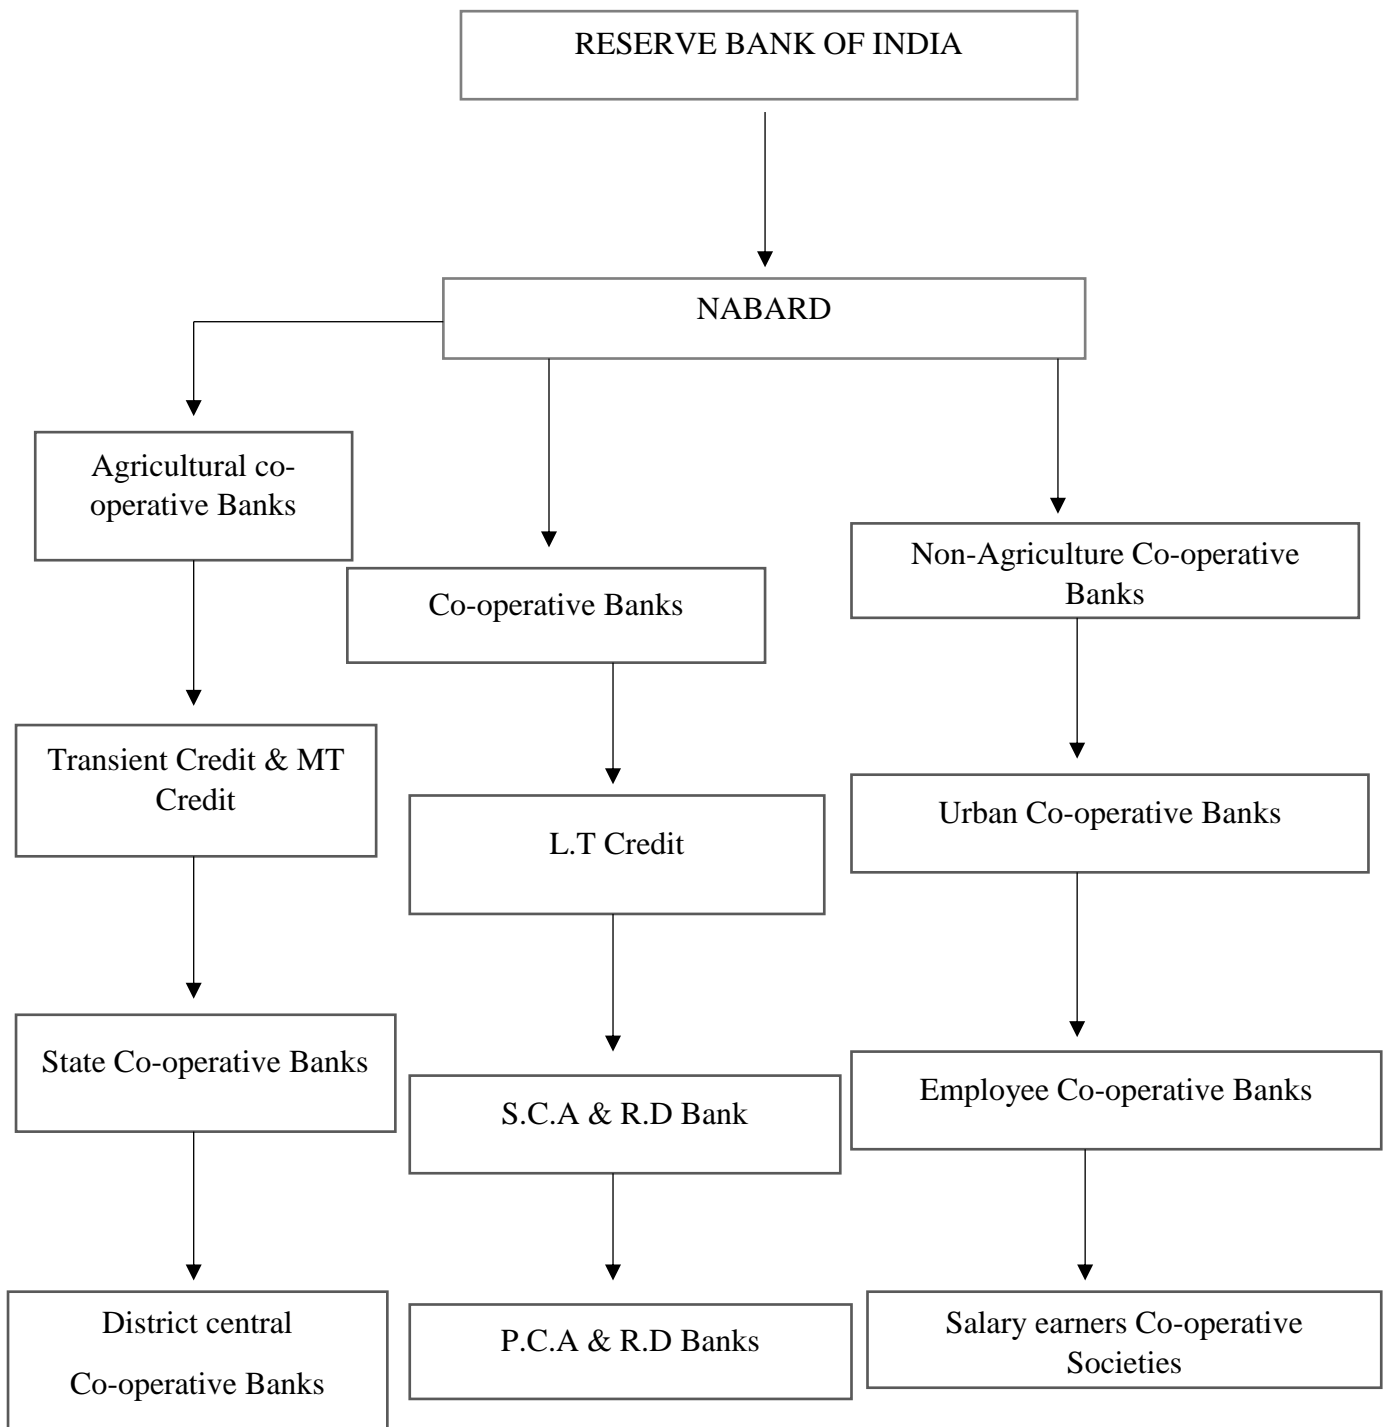 RESERVE BANK OF INDIA
NABARD
Agricultural co-
operative Banks
Co-operative Banks
Non-Agriculture Co-operative
Banks
Transient Credit & MT
Credit
L.T Credit
Urban Co-operative Banks
State Co-operative Banks
S.C.A & R.D Bank
Employee Co-operative Banks
District central
Co-operative Banks
P.C.A & R.D Banks
Salary earners Co-operative
Societies